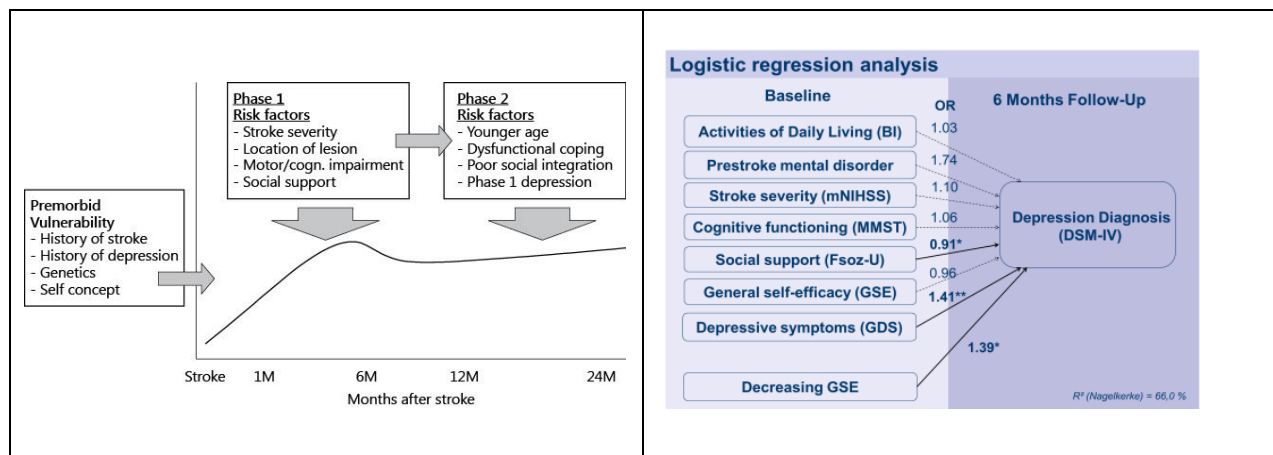 Phase 1
Risk factors
- Stroke severity
- Location of lesion
- Motor/cogn. impairment
- Social support
Phase 2
Risk factors
- Younger age
- Dysfunctional coping
- Poor social integration
- Phase 1 depression
Premorbid
Vulnerability
- History of stroke
- History of depression
- Genetics
- Self concept
Stroke 1M 6M 12M 24M
Months after stroke
Logistic regression analysis
Baseline
OR
6 Months Follow-Up
Activities of Daily Living (BI)
1.03
Prestroke mental disorder
1.74
Stroke severity (mNIHSS)
1.10
Cognitive functioning (MMST)
1.06
Social support (Fsoz-U)
0.91*
General self-efficacy (GSE)
0.96
Depressive symptoms (GDS)
1.41**
Decreasing GSE
1.39*
Depression Diagnosis
(DSM-IV)
R² (Nagelkerke) = 66,0 %